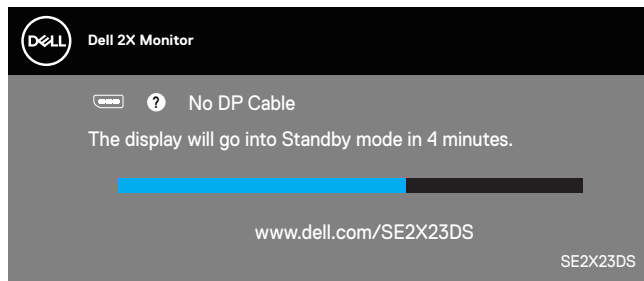 DELL
Dell 2X Monitor
? No DP Cable
The display will go into Standby mode in 4 minutes.
www.dell.com/SE2X23DS
SE2X23DS